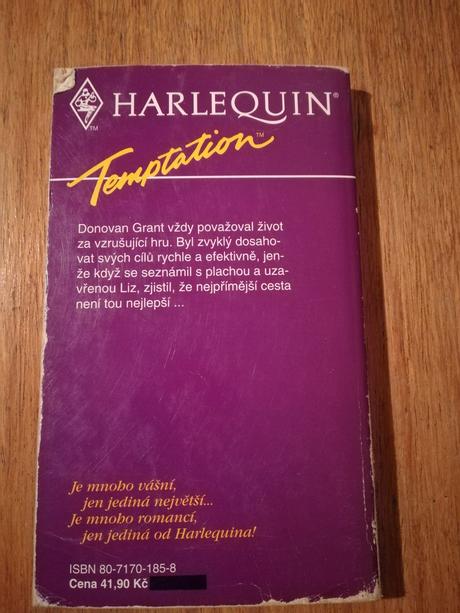 HARLEQUIN®
TM
Temptation™
Donovan Grant vždy považoval život
za vzrušující hru. Byl zvyklý dosaho-
vat svých cílů rychle a efektivně, jen-
že když se seznámil s plachou a uza-
vřenou Liz, zjistil, že nejpřímější cesta
není tou nejlepší ...
Je mnoho vášní,
jen jediná největší...
Je mnoho romancí,
jen jediná od Harlequina!
ISBN 80-7170-185-8
Cena 41,90 Kč